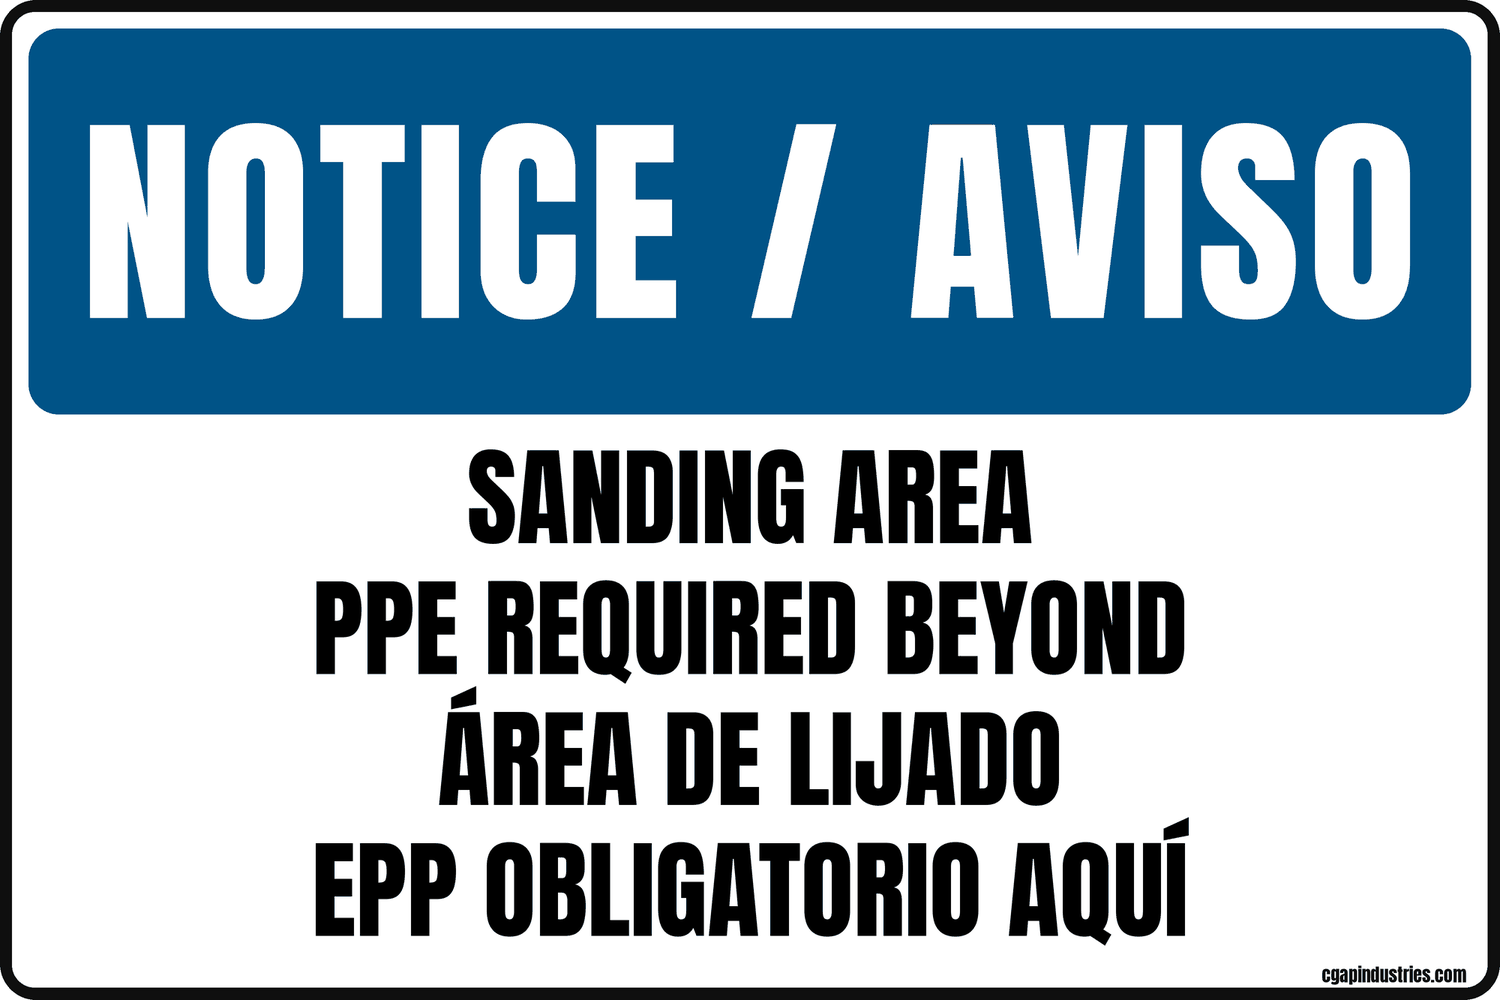 NOTICE / AVISO
SANDING AREA
PPE REQUIRED BEYOND
ÁREA DE LIJADO
EPP OBLIGATORIO AQUÍ
cgapindustries.com